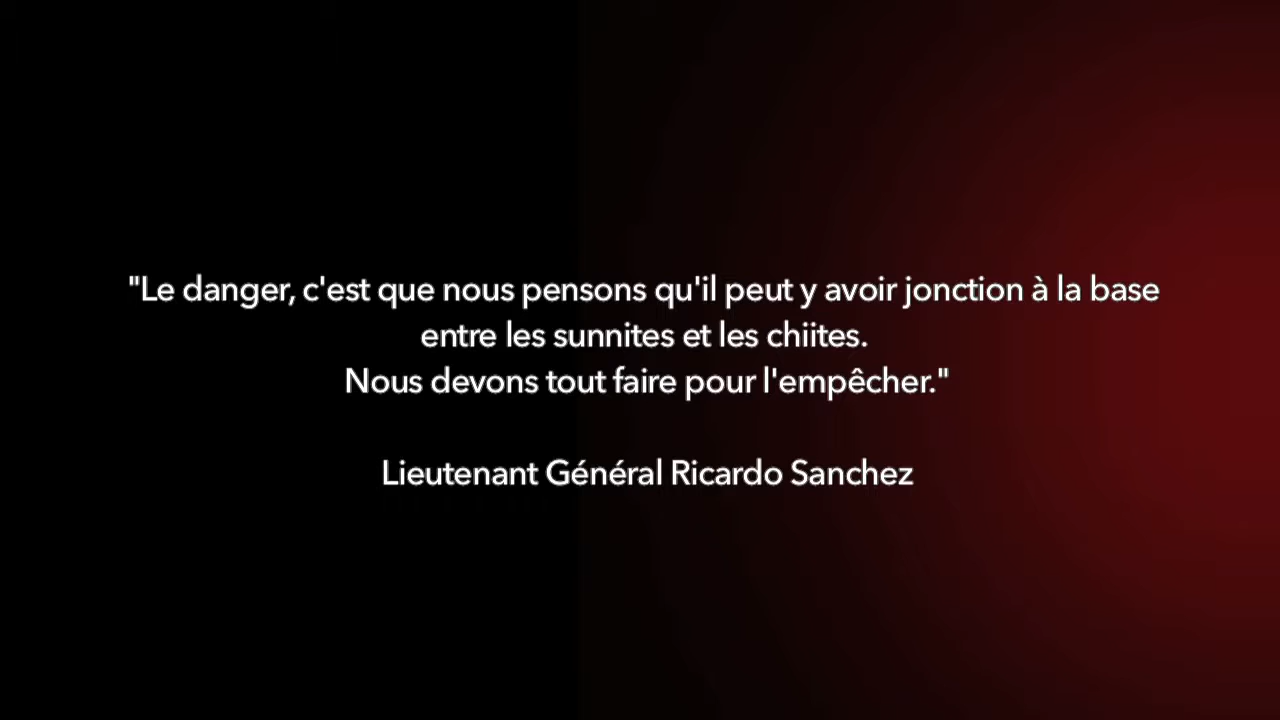 "Le danger, c'est que nous pensons qu'il peut y avoir jonction à la base
entre les sunnites et les chiites.
Nous devons tout faire pour l'empêcher."
Lieutenant Général Ricardo Sanchez